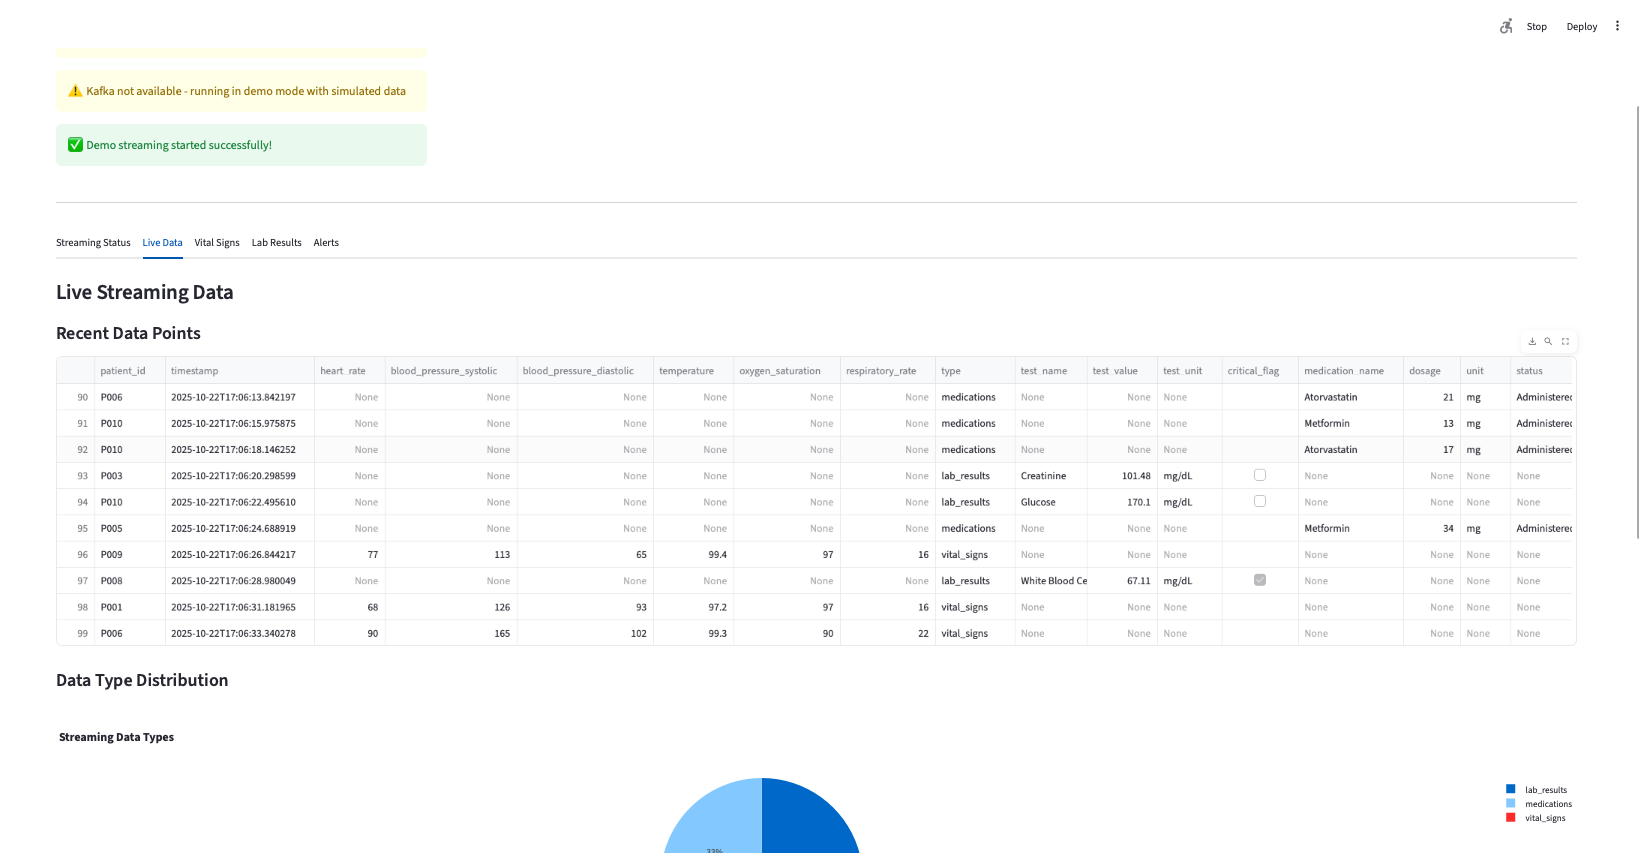 Stop Deploy
⚠️ Kafka not available - running in demo mode with simulated data
✅ Demo streaming started successfully!
Streaming Status Live Data Vital Signs Lab Results Alerts
Live Streaming Data
Recent Data Points
patient_id timestamp heart_rate blood_pressure_systolic blood_pressure_diastolic temperature oxygen_saturation respiratory_rate type test_name test_value test_unit critical_flag medication_name dosage unit status
90 P006 2025-10-22T17:06:13.842197 None None None None None None medications None None None Atorvastatin 21 mg Administered
91 P010 2025-10-22T17:06:15.975875 None None None None None None medications None None None Metformin 13 mg Administered
92 P010 2025-10-22T17:06:18.146252 None None None None None None medications None None None Atorvastatin 17 mg Administered
93 P003 2025-10-22T17:06:20.298599 None None None None None None lab_results Creatinine 101.48 mg/dL None None None None
94 P010 2025-10-22T17:06:22.495610 None None None None None None lab_results Glucose 170.1 mg/dL None None None None
95 P005 2025-10-22T17:06:24.688919 None None None None None None medications None None None Metformin 34 mg Administered
96 P009 2025-10-22T17:06:26.844217 77 113 65 99.4 97 16 vital_signs None None None None None None None
97 P008 2025-10-22T17:06:28.980049 None None None None None None lab_results White Blood Ce 67.11 mg/dL None None None None
98 P001 2025-10-22T17:06:31.181965 68 126 93 97.2 97 16 vital_signs None None None None None None None
99 P006 2025-10-22T17:06:33.340278 90 165 102 99.3 90 22 vital_signs None None None None None None None
Data Type Distribution
Streaming Data Types
lab_results
medications
vital_signs
33%